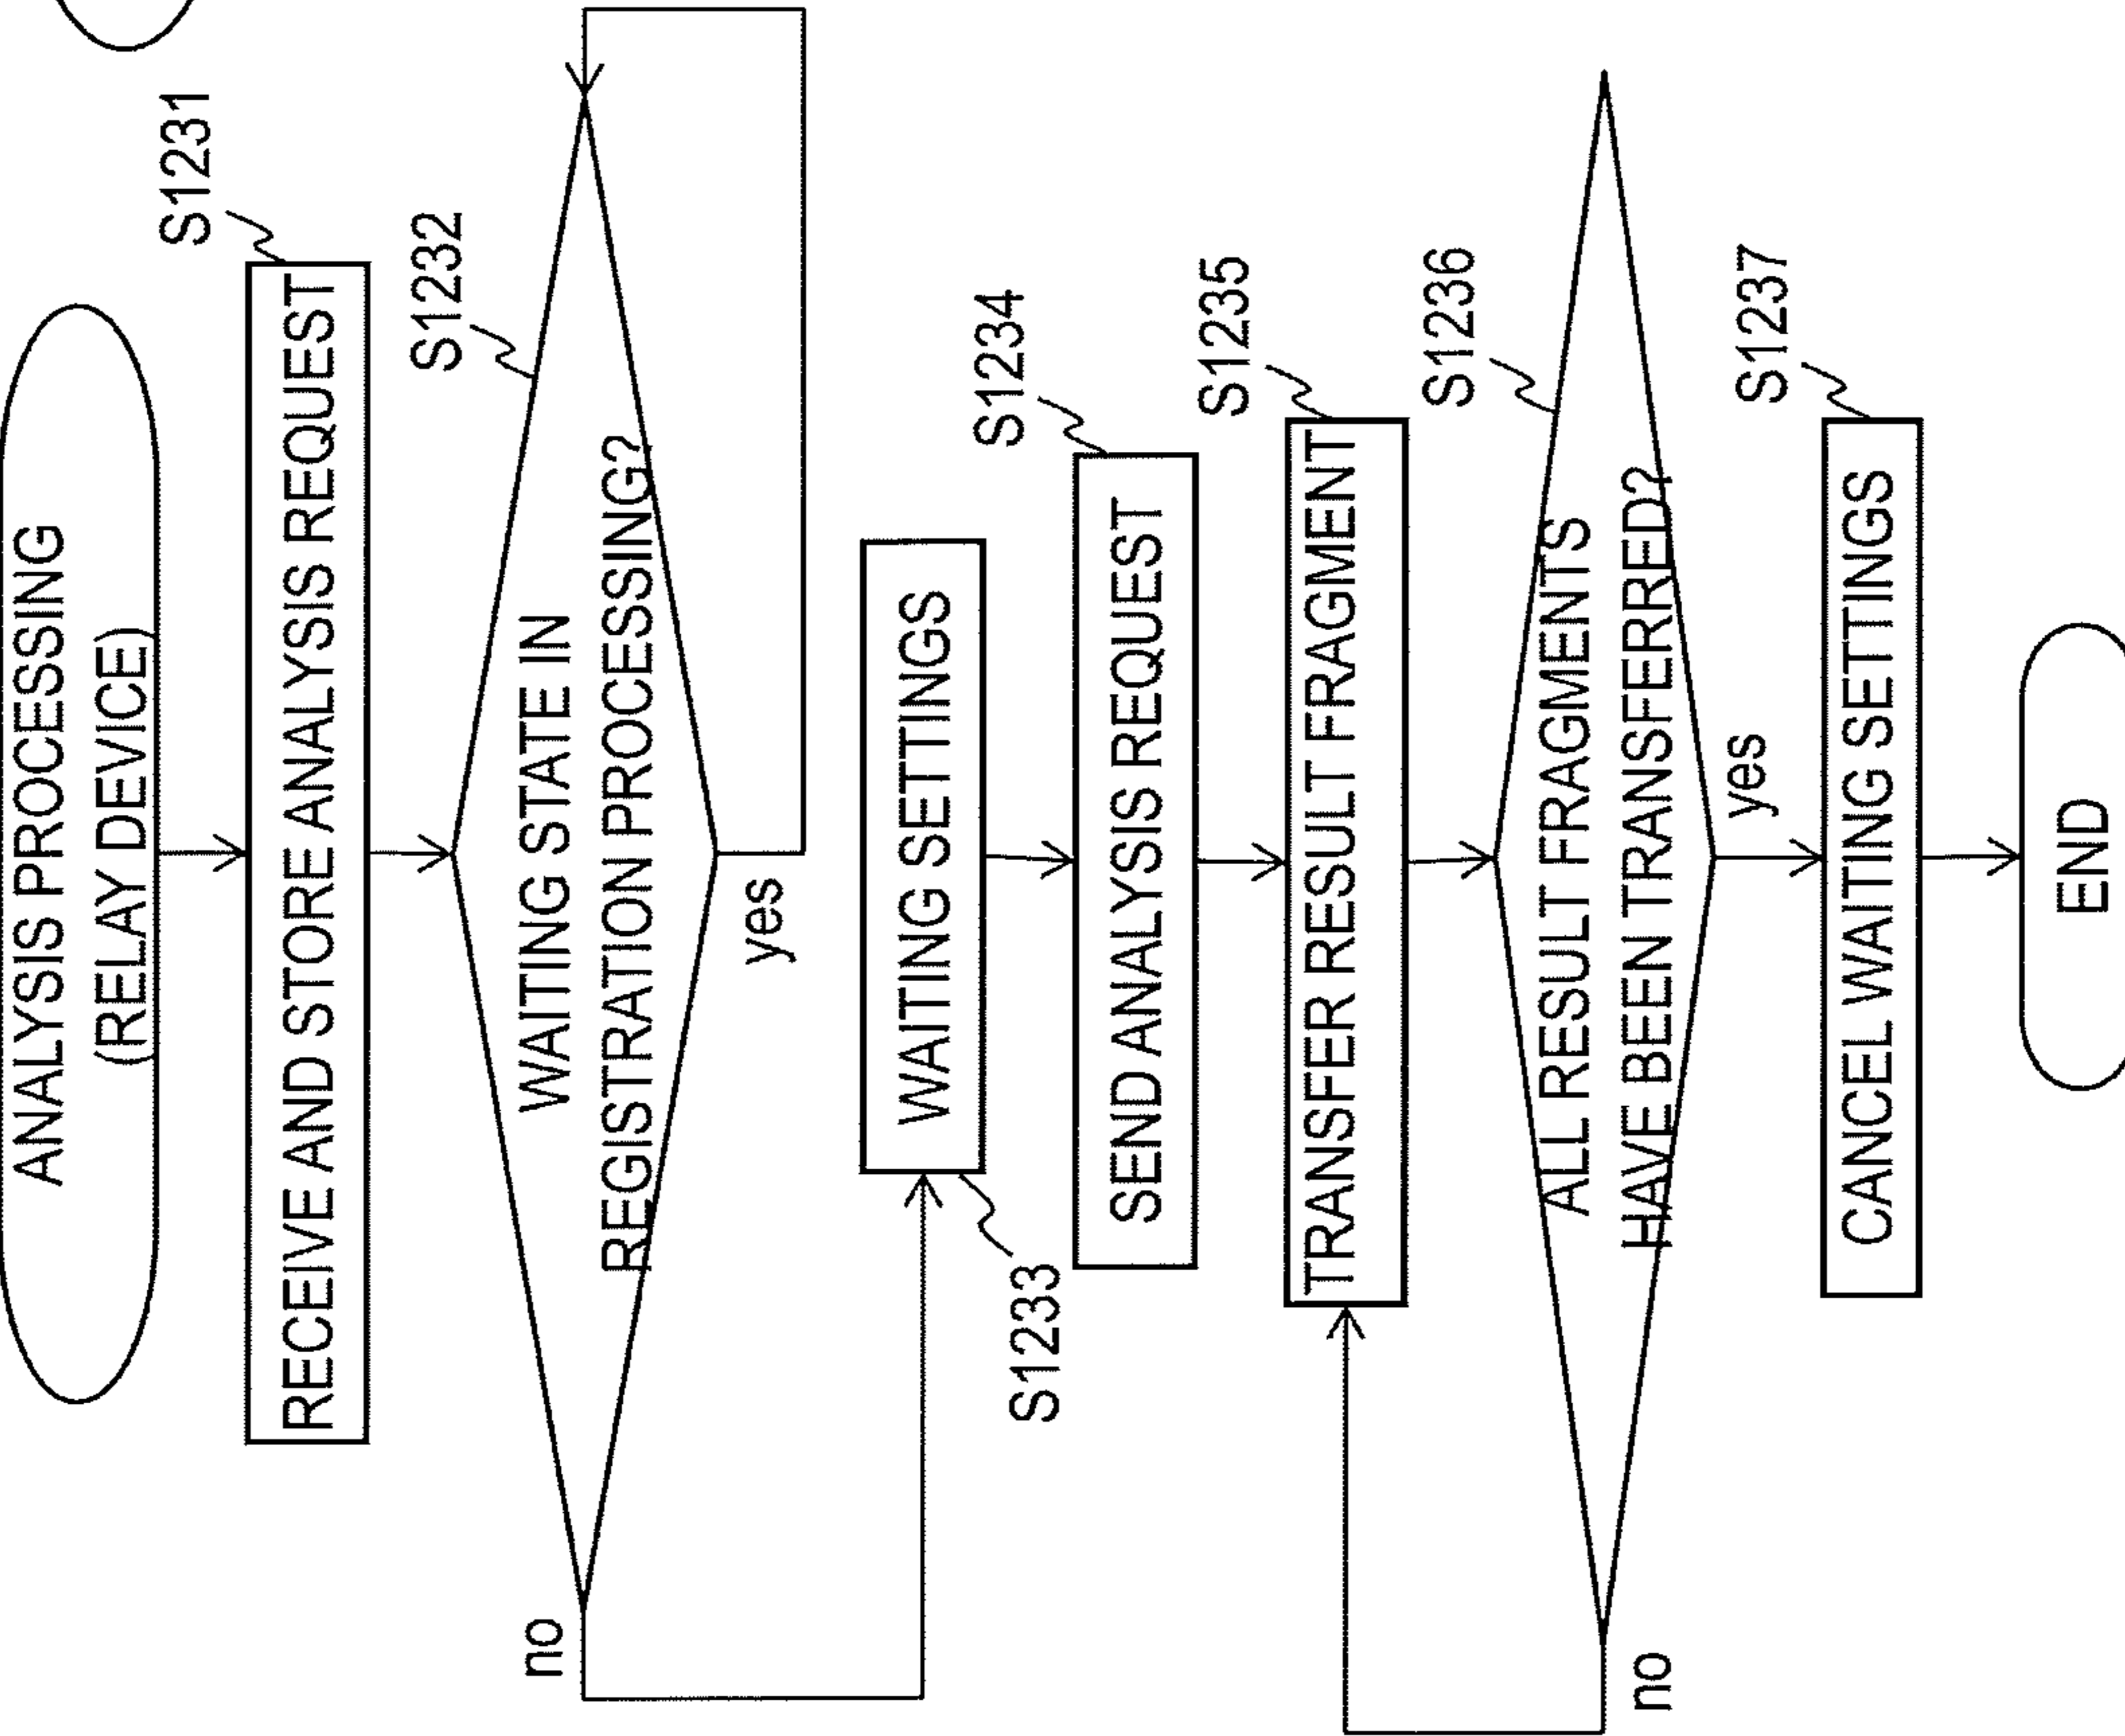 ANALYSIS PROCESSING
(RELAY DEVICE)
S1231
RECEIVE AND STORE ANALYSIS REQUEST
S1232
WAITING STATE IN
REGISTRATION PROCESSING?
no
yes
WAITING SETTINGS
S1233
S1234
SEND ANALYSIS REQUEST
S1235
TRANSFER RESULT FRAGMENT
S1236
ALL RESULT FRAGMENTS
HAVE BEEN TRANSFERRED?
no
yes
S1237
CANCEL WAITING SETTINGS
END